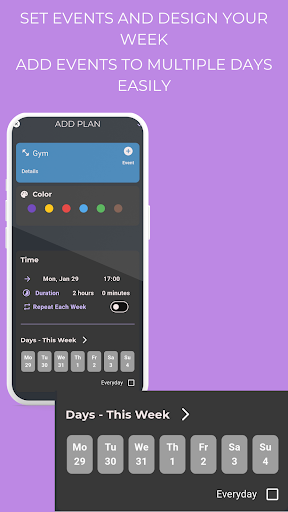 SET EVENTS AND DESIGN YOUR
WEEK
ADD EVENTS TO MULTIPLE DAYS
EASILY
ADD PLAN
Gym
Event
Details
Color
Time
Mon, Jan 29 17:00
Duration 2 hours 0 minutes
Repeat Each Week
Days - This Week
Mo Tu We Th Fr Sa Su
29 30 31 1 2 3 4
Everyday
Days - This Week
Mo Tu We Th Fr Sa Su
29 30 31 1 2 3 4
Everyday